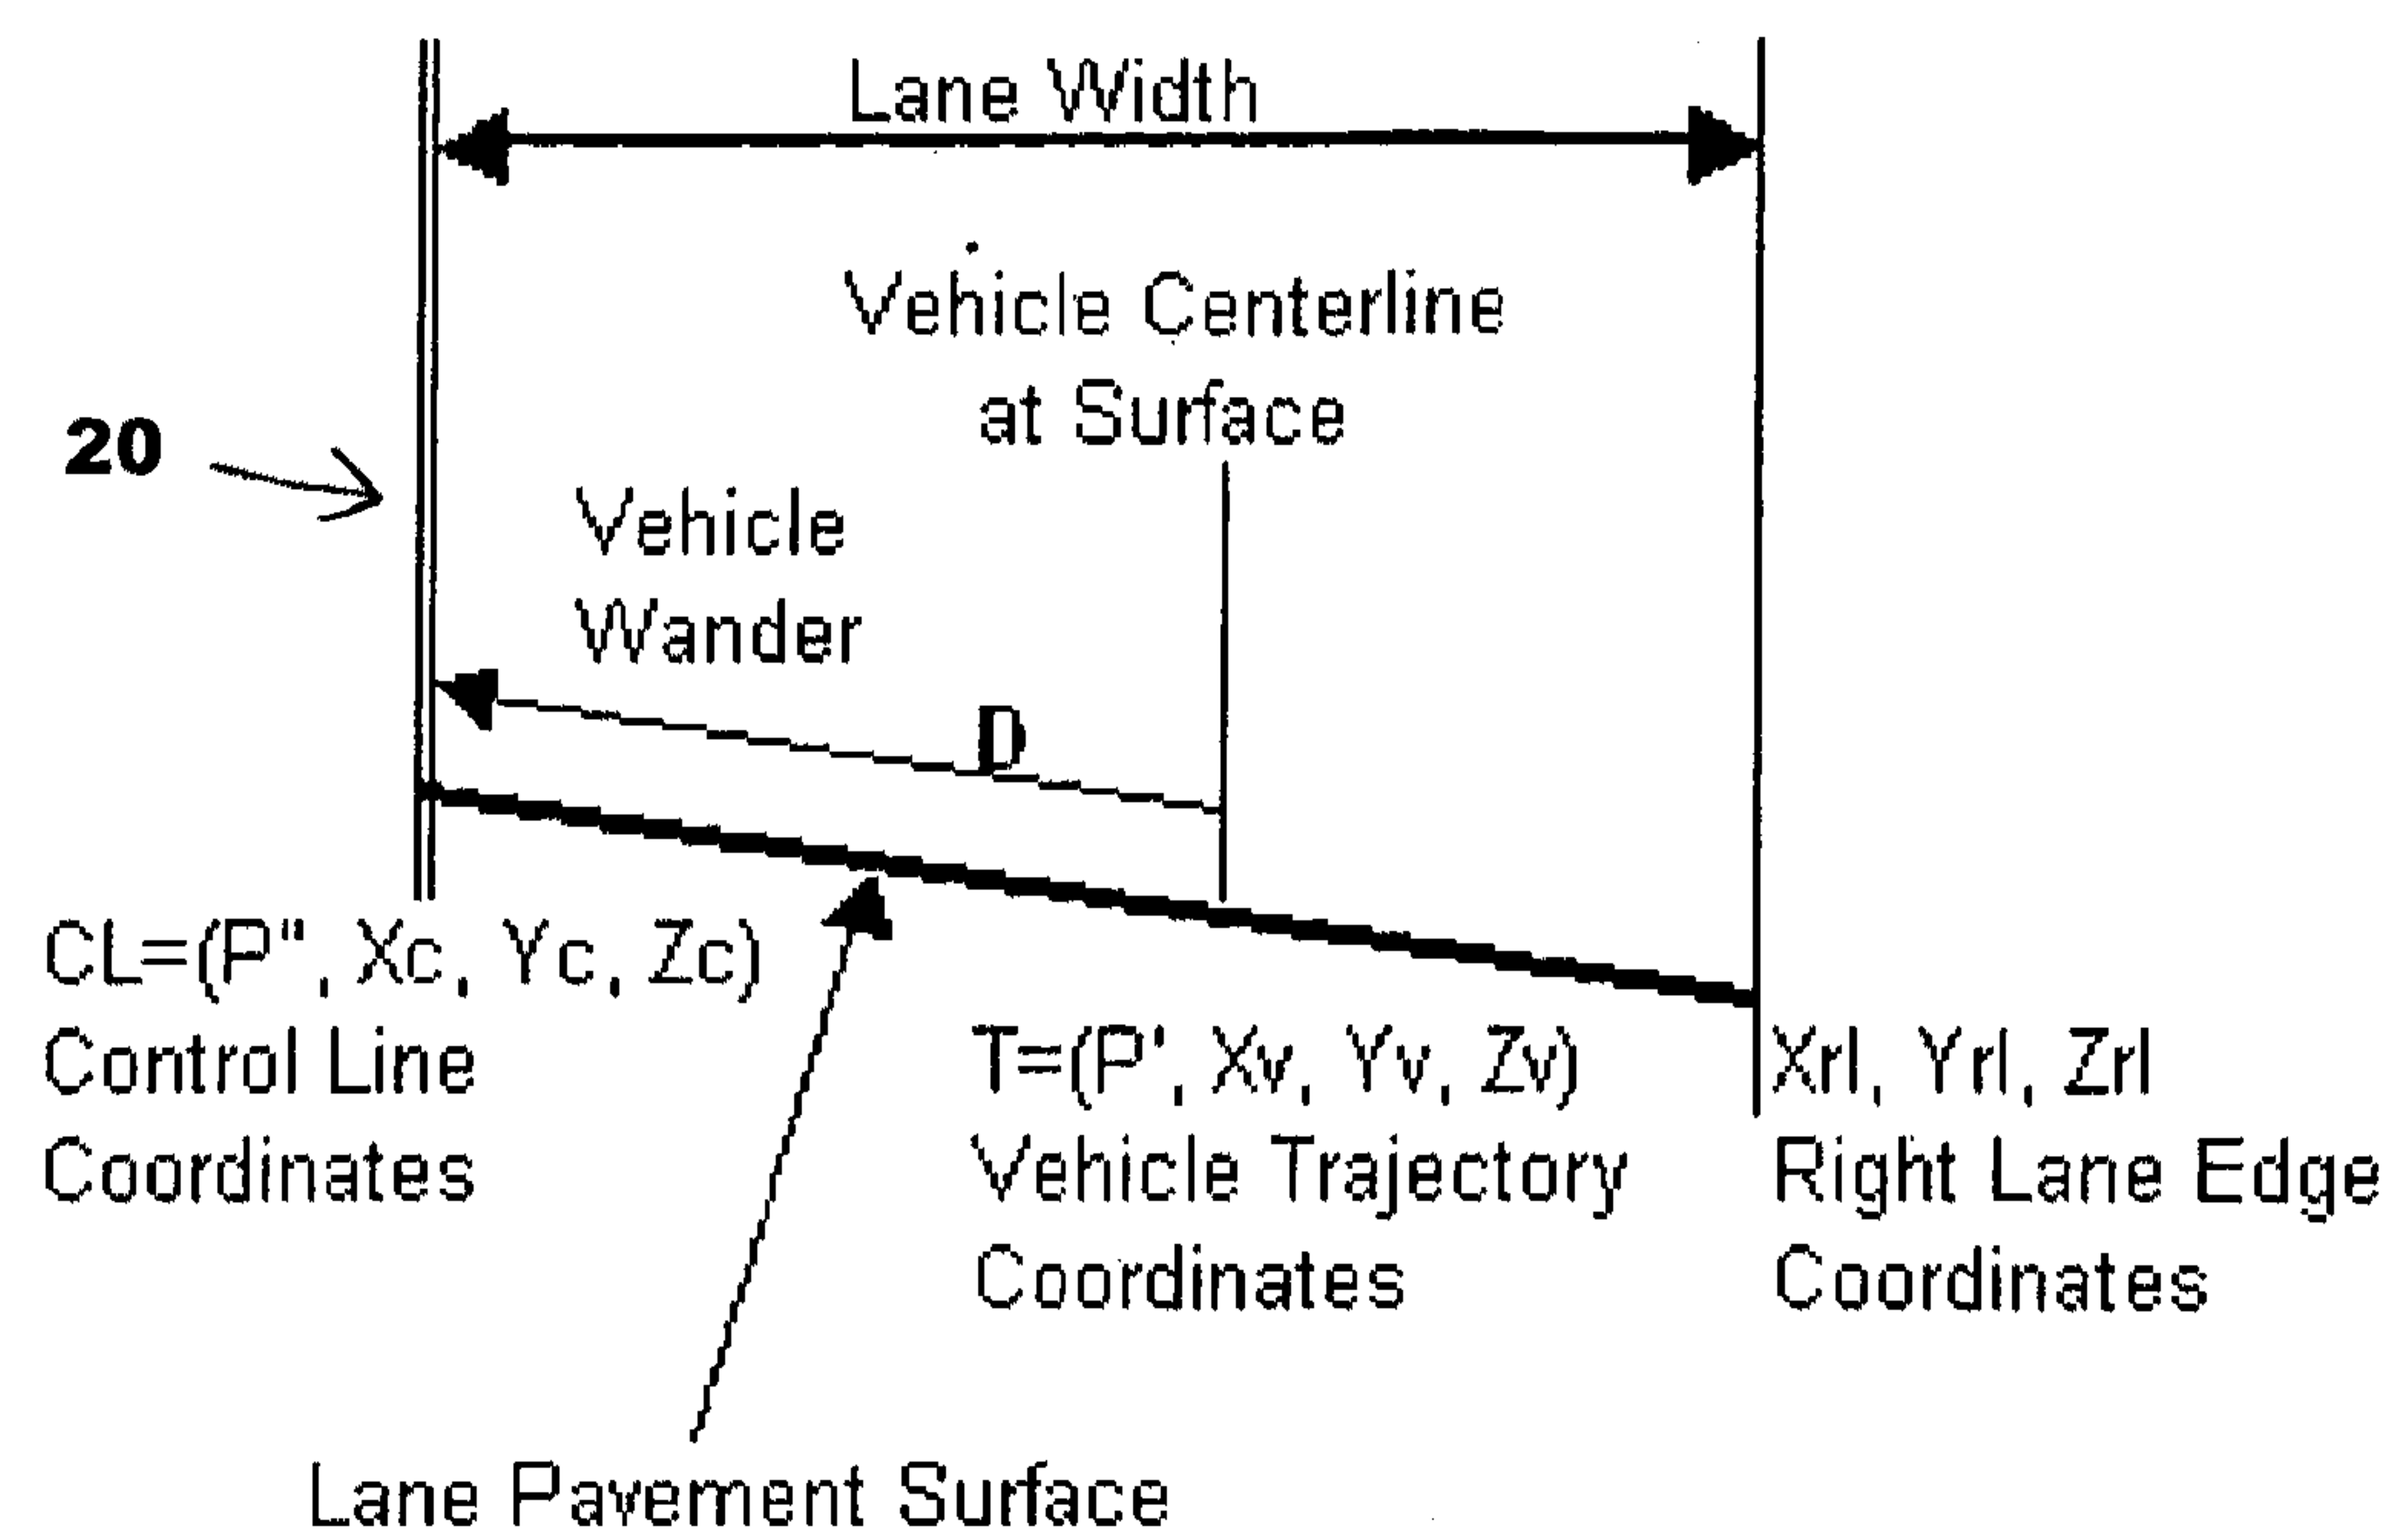 Lane Width
Vehicle Centerline
at Surface
20
Vehicle
Wander
D
CL=(P", Xc, Yc, Zc)
Control Line
Coordinates
T=(P', Xv, Yv, Zv)
Vehicle Trajectory
Coordinates
Xrl, Yrl, Zrl
Right Lane Edge
Coordinates
Lane Pavement Surface